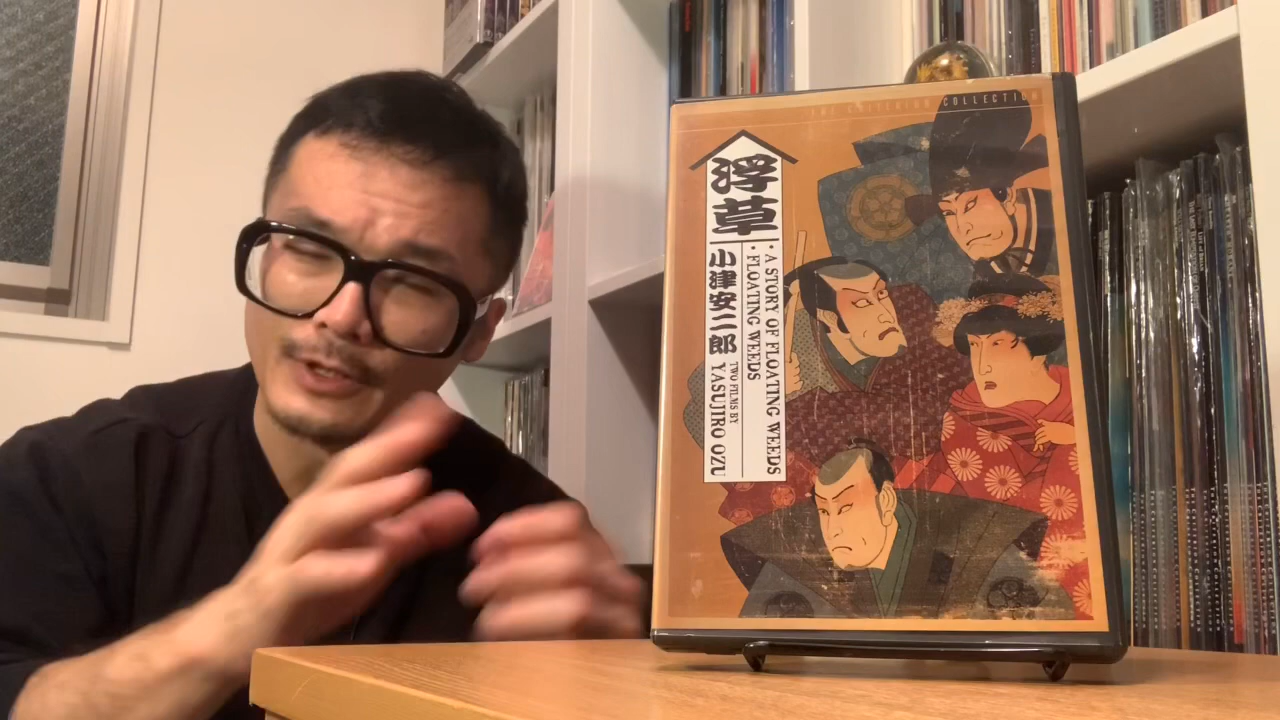 THE CRITERION COLLECTION
浮草
・A STORY OF FLOATING WEEDS
・FLOATING WEEDS
小津安二郎
TWO FILMS BY
YASUJIRO OZU